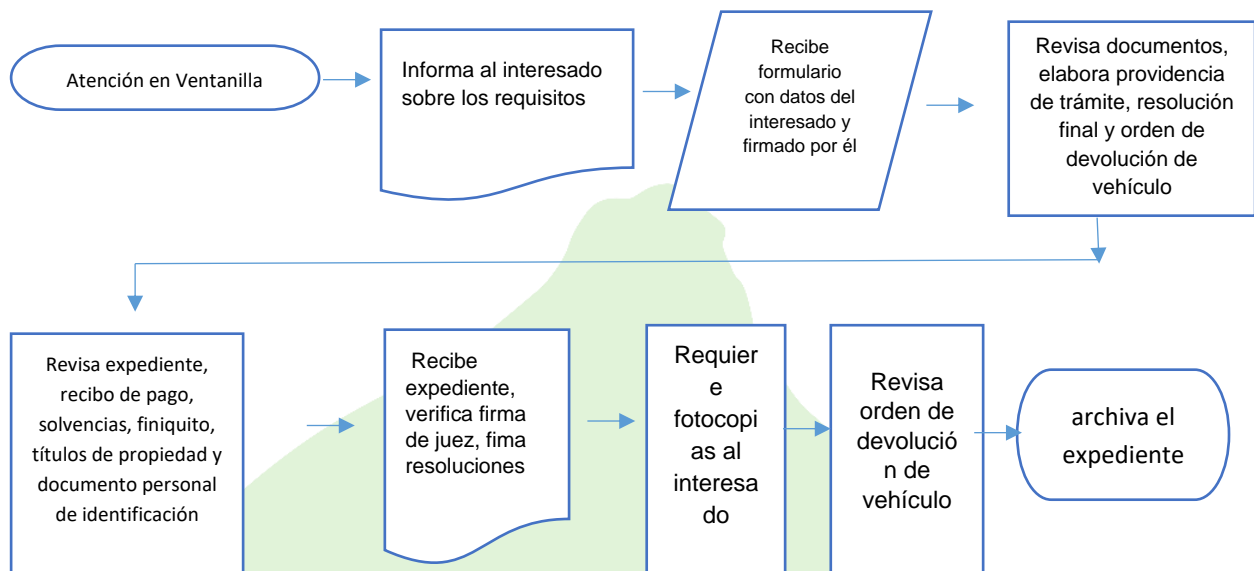 Atención en Ventanilla
Informa al interesado
sobre los requisitos
Recibe
formulario
con datos del
interesado y
firmado por él
Revisa documentos,
elabora providencia
de trámite, resolución
final y orden de
devolución de
vehículo
Revisa expediente,
recibo de pago,
solvencias, finiquito,
títulos de propiedad y
documento personal
de identificación
Recibe
expediente,
verifica firma
de juez, fima
resoluciones
Requier
e
fotocopi
as al
interesa
do
Revisa
orden de
devolució
n de
vehículo
archiva el
expediente